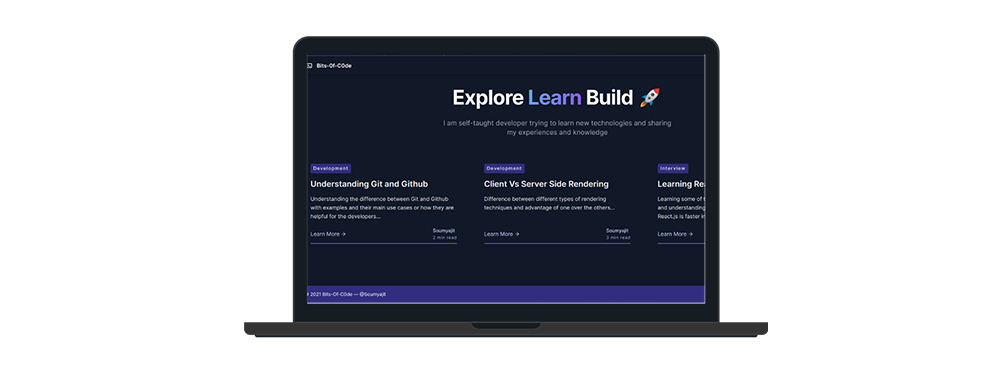 Bits-Of-C0de
Explore Learn Build 🚀
I am self-taught developer trying to learn new technologies and sharing
my experiences and knowledge
Development
Understanding Git and Github
Understanding the difference between Git and Github
with examples and their main use cases or how they are
helpful for the developers...
Learn More →
Soumyajit
2 min read
Development
Client Vs Server Side Rendering
Difference between different types of rendering
techniques and advantage of one over the others...
Learn More →
Soumyajit
3 min read
Interview
Learning Re
Learning some of t
and understanding
React.js is faster in
Learn More →
2021 Bits-Of-C0de — @Soumyajit